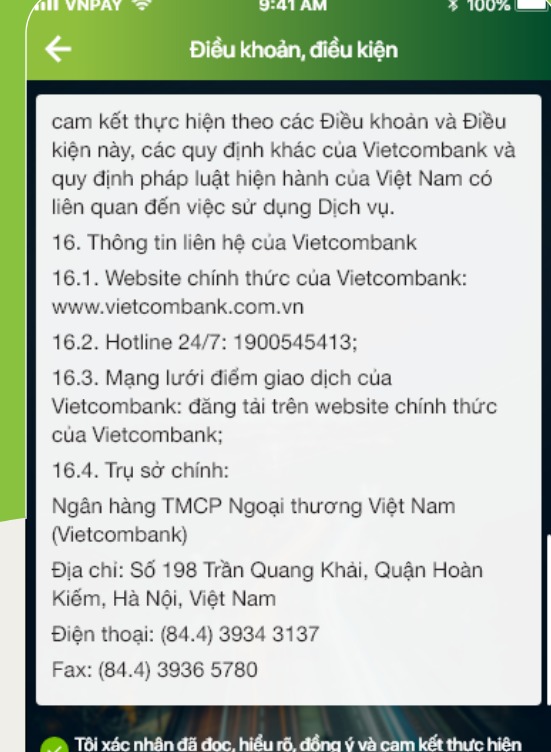 VNPAY 9:41 AM 100%
Điều khoản, điều kiện
cam kết thực hiện theo các Điều khoản và Điều
kiện này, các quy định khác của Vietcombank và
quy định pháp luật hiện hành của Việt Nam có
liên quan đến việc sử dụng Dịch vụ.
16. Thông tin liên hệ của Vietcombank
16.1. Website chính thức của Vietcombank:
www.vietcombank.com.vn
16.2. Hotline 24/7: 1900545413;
16.3. Mạng lưới điểm giao dịch của
Vietcombank: đăng tải trên website chính thức
của Vietcombank;
16.4. Trụ sở chính:
Ngân hàng TMCP Ngoại thương Việt Nam
(Vietcombank)
Địa chỉ: Số 198 Trần Quang Khải, Quận Hoàn
Kiếm, Hà Nội, Việt Nam
Điện thoại: (84.4) 3934 3137
Fax: (84.4) 3936 5780
Tôi xác nhận đã đọc, hiểu rõ, đồng ý và cam kết thực hiện